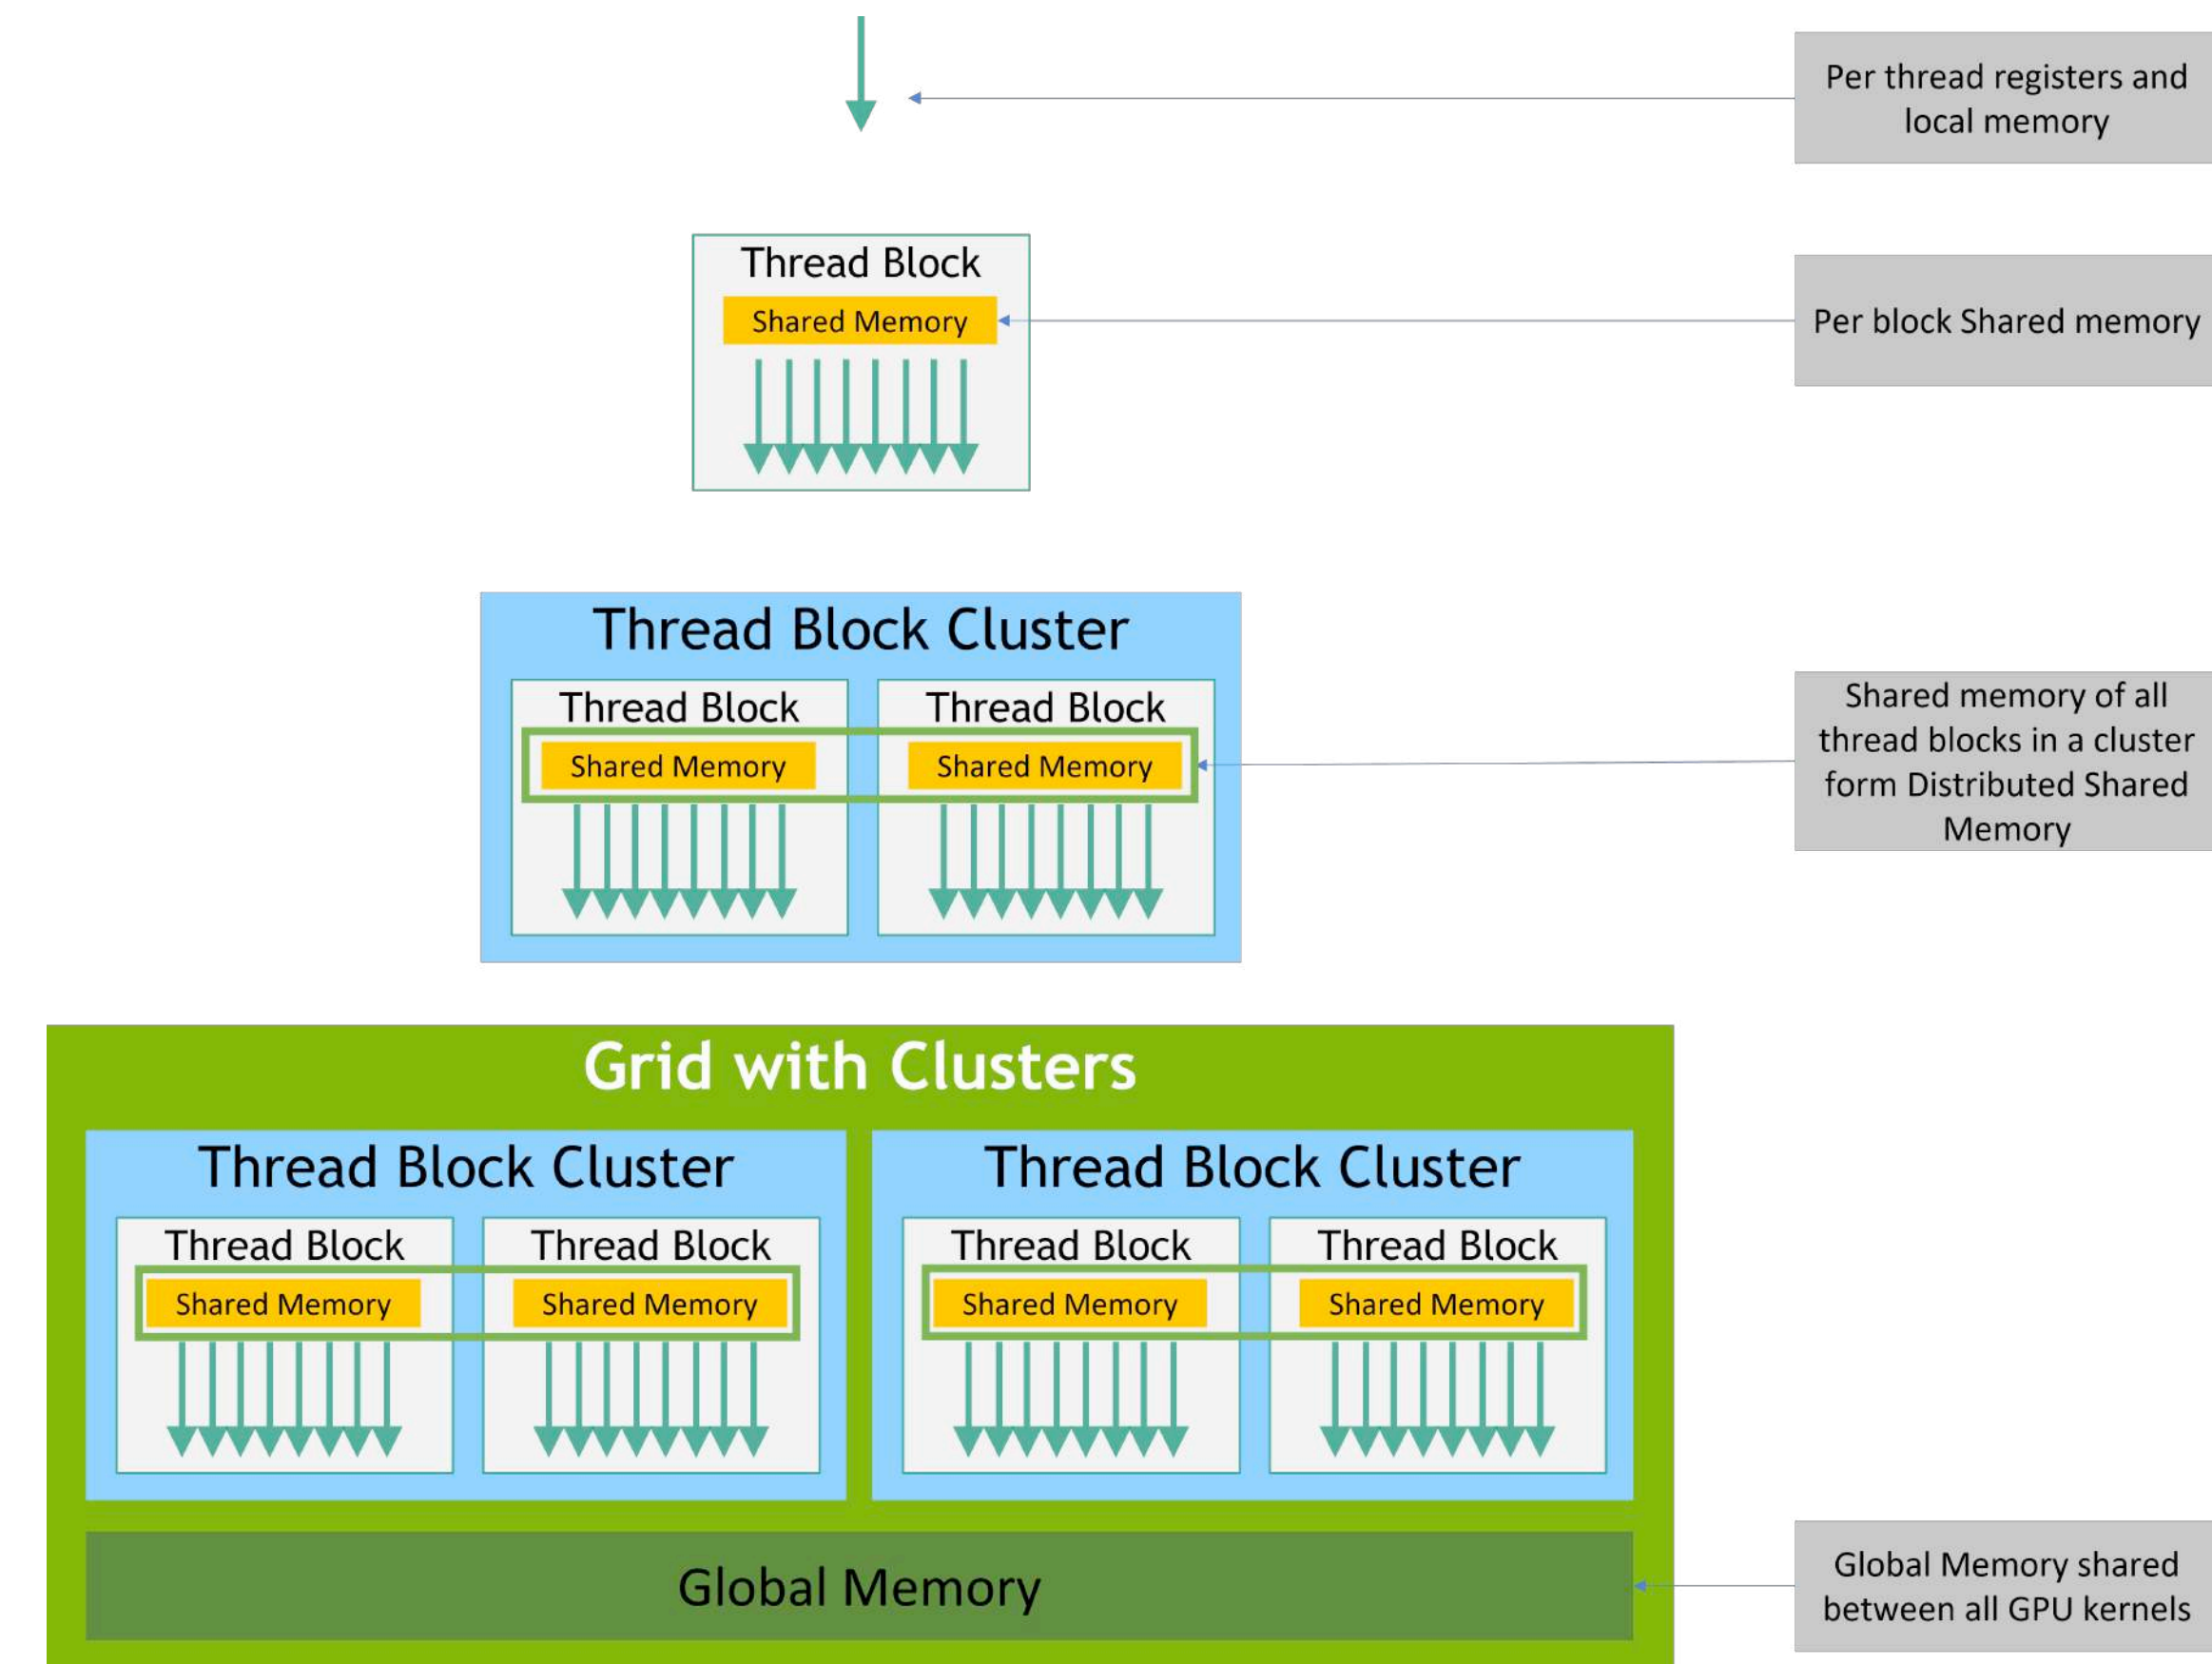 Per thread registers and
local memory
Thread Block
Shared Memory
Per block Shared memory
Thread Block Cluster
Thread Block
Thread Block
Shared Memory
Shared Memory
Shared memory of all
thread blocks in a cluster
form Distributed Shared
Memory
Grid with Clusters
Thread Block Cluster
Thread Block Cluster
Thread Block
Thread Block
Thread Block
Thread Block
Shared Memory
Shared Memory
Shared Memory
Shared Memory
Global Memory
Global Memory shared
between all GPU kernels